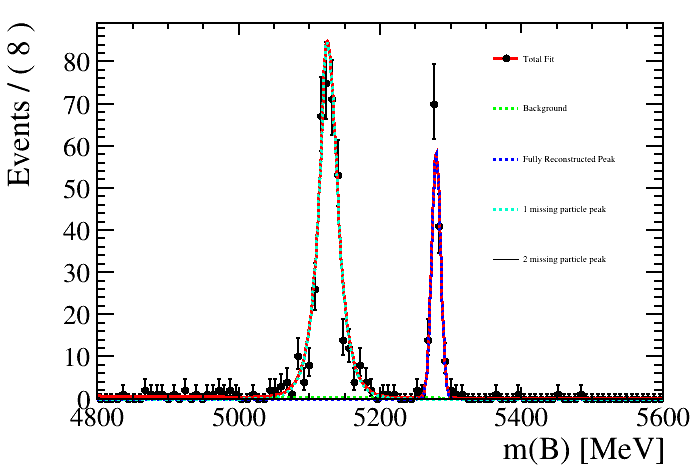 Events / ( 8 )
80
70
60
50
40
30
20
10
0
4800 5000 5200 5400 5600
m(B) [MeV]
Total Fit
Background
Fully Reconstructed Peak
1 missing particle peak
2 missing particle peak